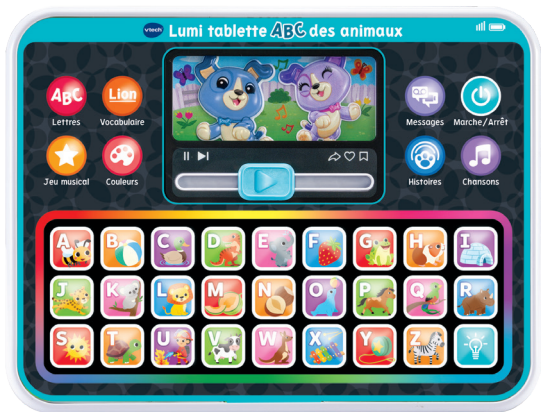 vtech Lumi tablette ABC des animaux
ABC Lion
Lettres Vocabulaire
Jeu musical Couleurs
Messages Marche/Arrêt
Histoires Chansons
A B C D E F G H I
J K L M N O P Q R
S T U V W X Y Z